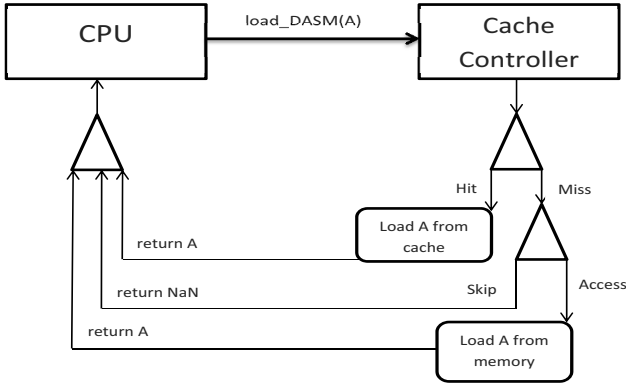 CPU
load_DASM(A)
Cache
Controller
Hit
Miss
Load A from
cache
return A
return NaN
Skip
Access
return A
Load A from
memory